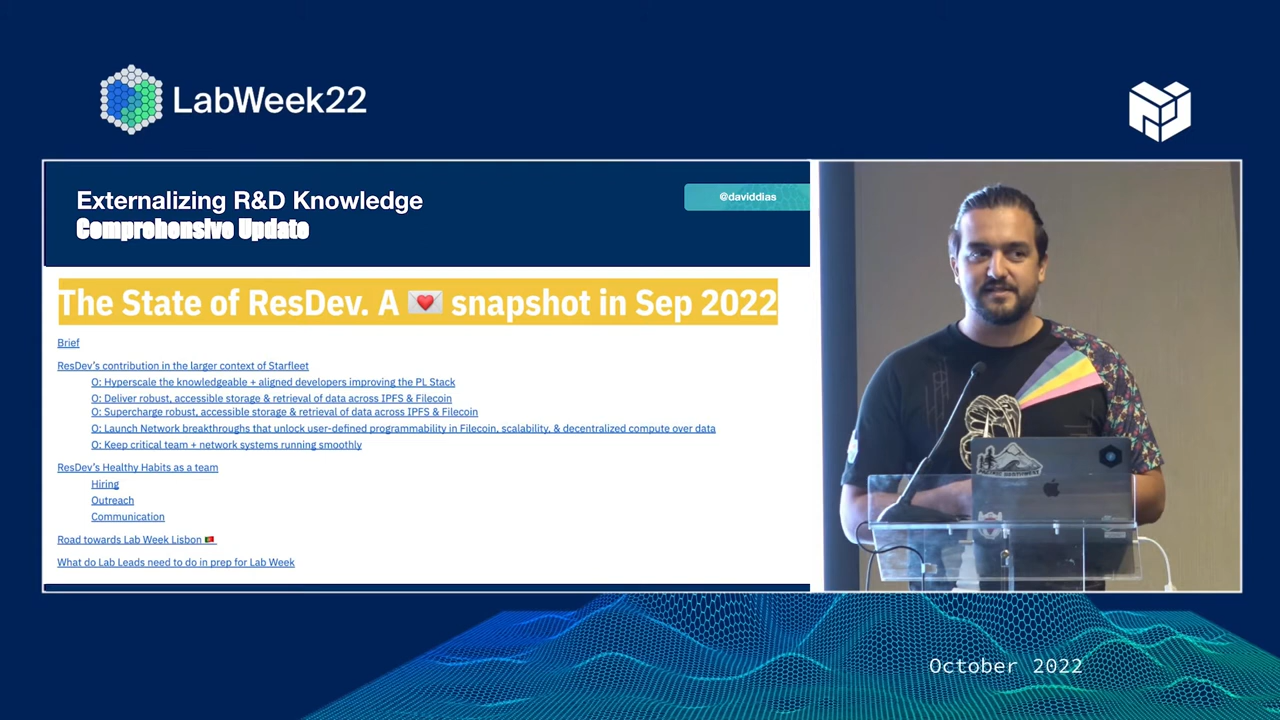 LabWeek22
Externalizing R&D Knowledge
Comprehensive Update
@daviddias
The State of ResDev. A 💌 snapshot in Sep 2022
Brief
ResDev's contribution in the larger context of Starfleet
O: Hyperscale the knowledgeable + aligned developers improving the PL Stack
O: Deliver robust, accessible storage & retrieval of data across IPFS & Filecoin
O: Supercharge robust, accessible storage & retrieval of data across IPFS & Filecoin
O: Launch Network breakthroughs that unlock user-defined programmability in Filecoin, scalability, & decentralized compute over data
O: Keep critical team + network systems running smoothly
ResDev's Healthy Habits as a team
Hiring
Outreach
Communication
Road towards Lab Week Lisbon 🇵🇹
What do Lab Leads need to do in prep for Lab Week
PACIFIC NORTHWEST
October 2022